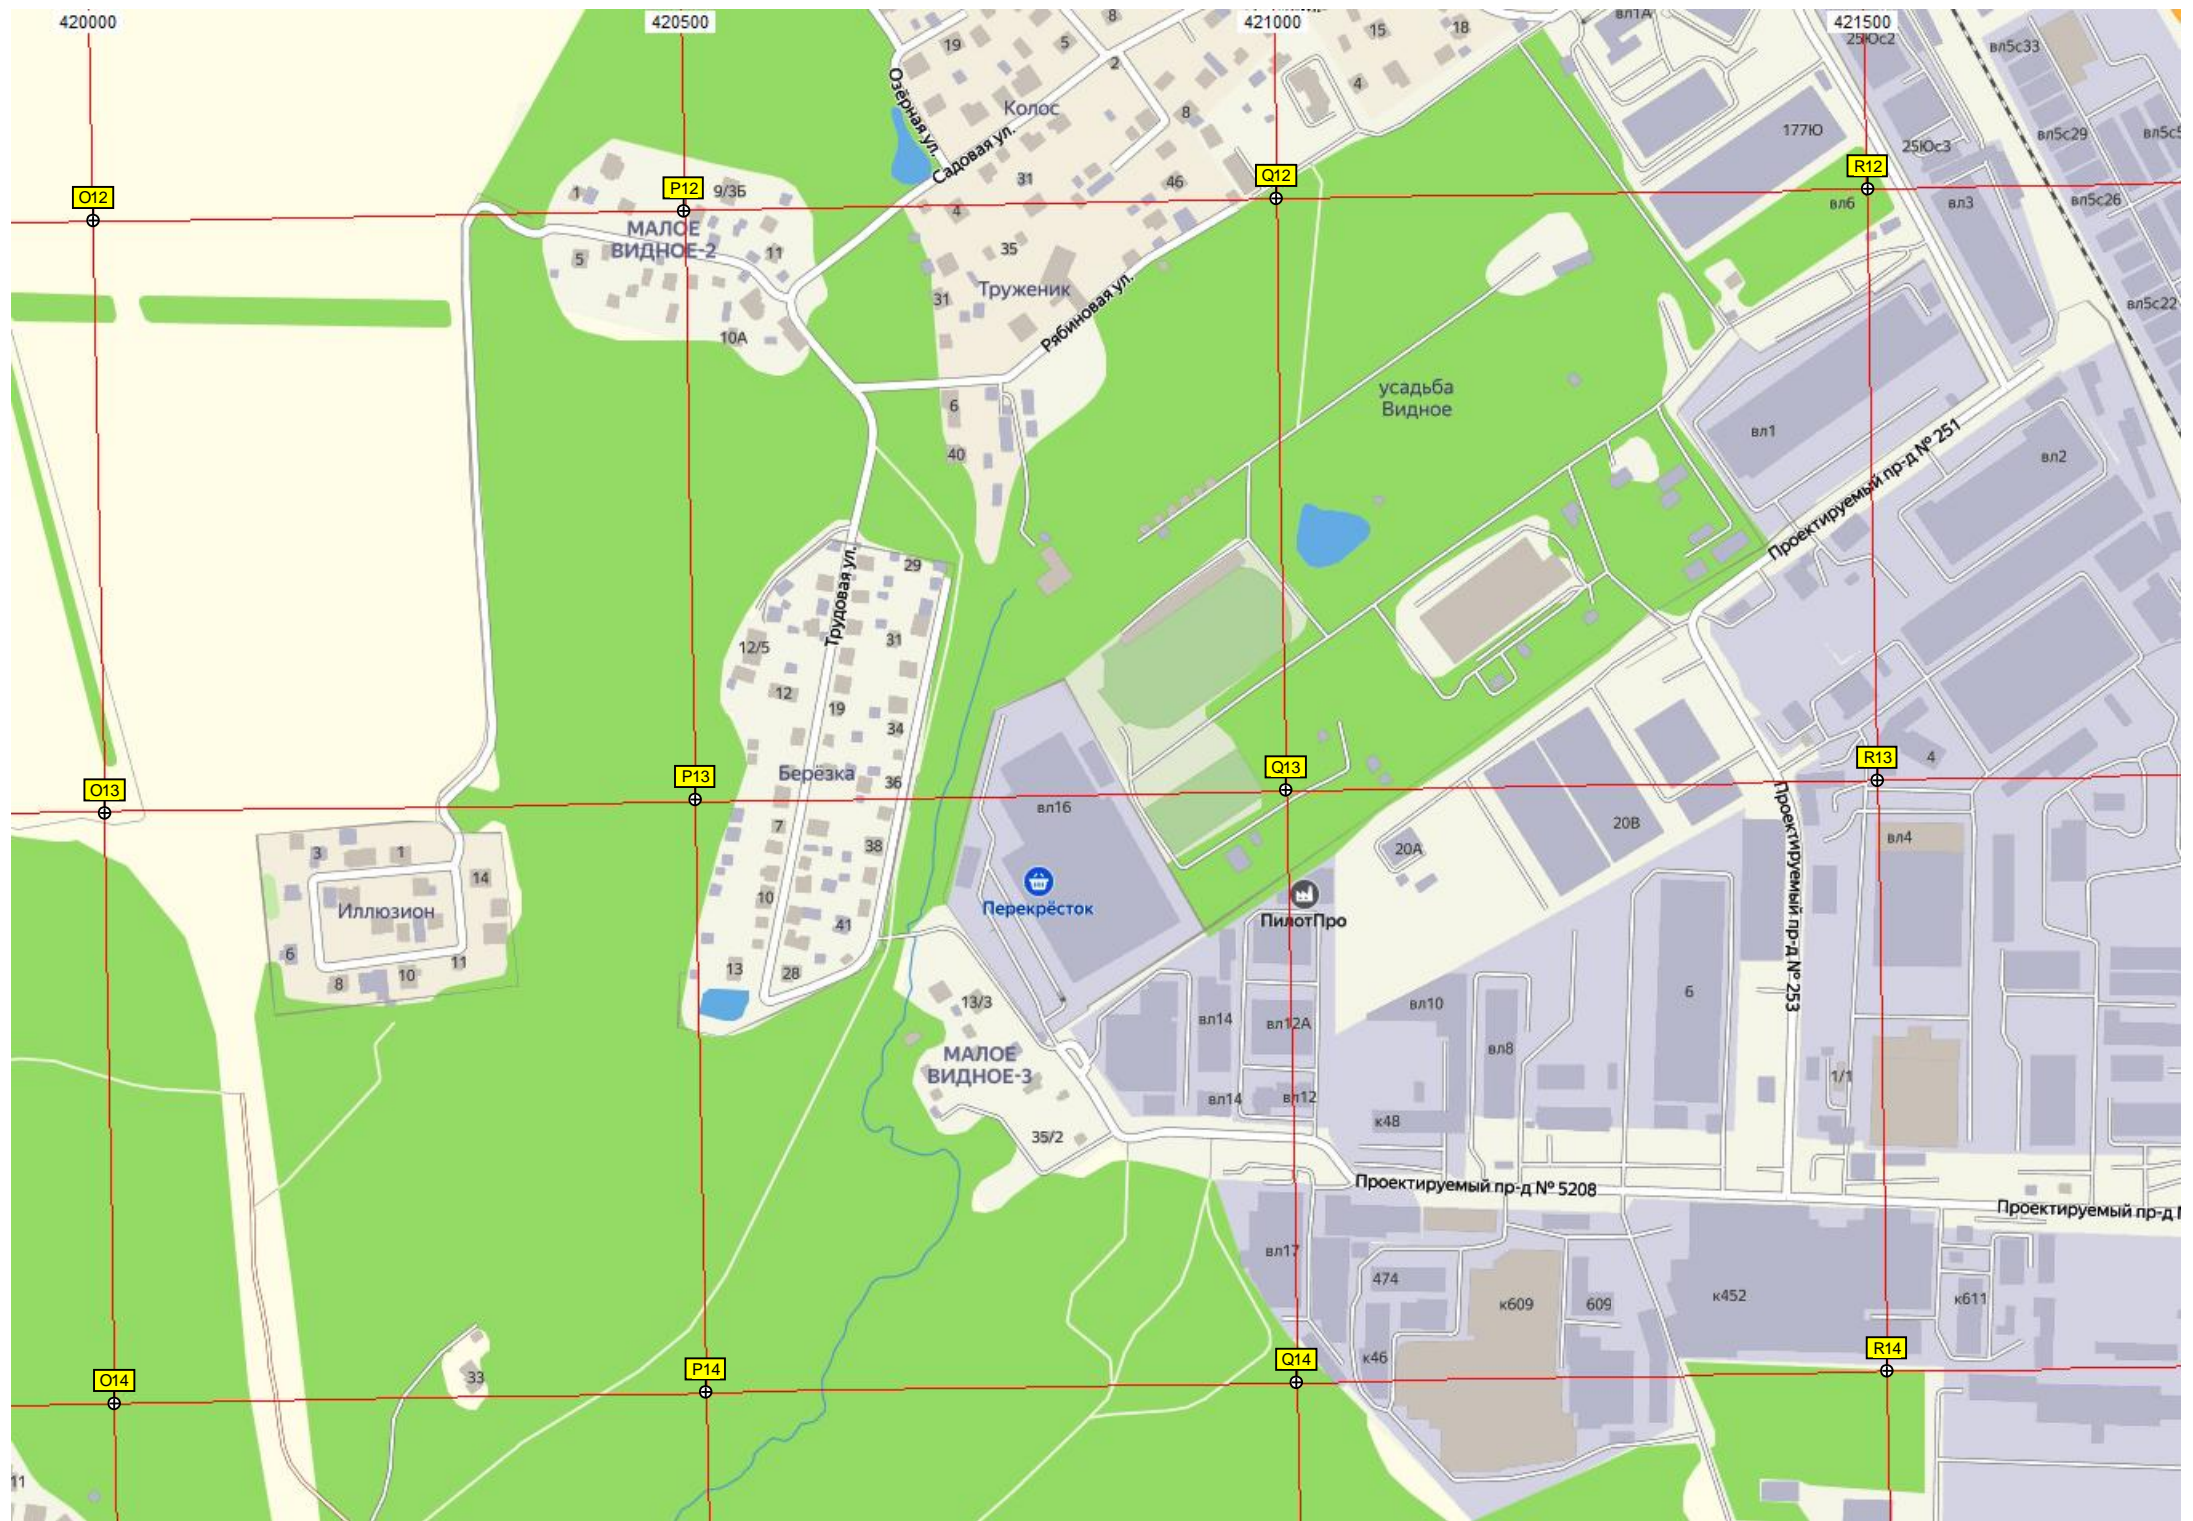 420000
420500
421000
421500
8
19
5
2
15
18
вл1А
25Юс2
вл5с33
Озёрная ул.
Колос
4
8
177Ю
25Юс3
вл5с29
Садовая ул.
31
46
O12
P12
Q12
R12
1
9/3Б
4
вл6
вл3
вл5с26
МАЛОЕ
ВИДНОЕ-2
5
11
35
Труженик
31
10А
Рябиновая ул.
вл5с22
усадьба
Видное
6
40
вл1
Проектируемый пр-д № 251
вл2
29
Трудовая ул.
12/5
31
12
19
34
Берёзка
36
O13
P13
Q13
R13
4
вл16
7
38
20А
20В
вл4
Проектируемый пр-д № 253
3
1
14
Иллюзион
6
8
10
11
10
41
13
28
Перекрёсток
ПилотПро
13/3
вл14
вл12А
вл10
6
МАЛОЕ
ВИДНОЕ-3
вл8
1/1
вл14
вл12
к48
35/2
Проектируемый пр-д № 5208
Проектируемый пр-д
вл17
474
к609
609
к452
к611
к46
33
O14
P14
Q14
R14
11